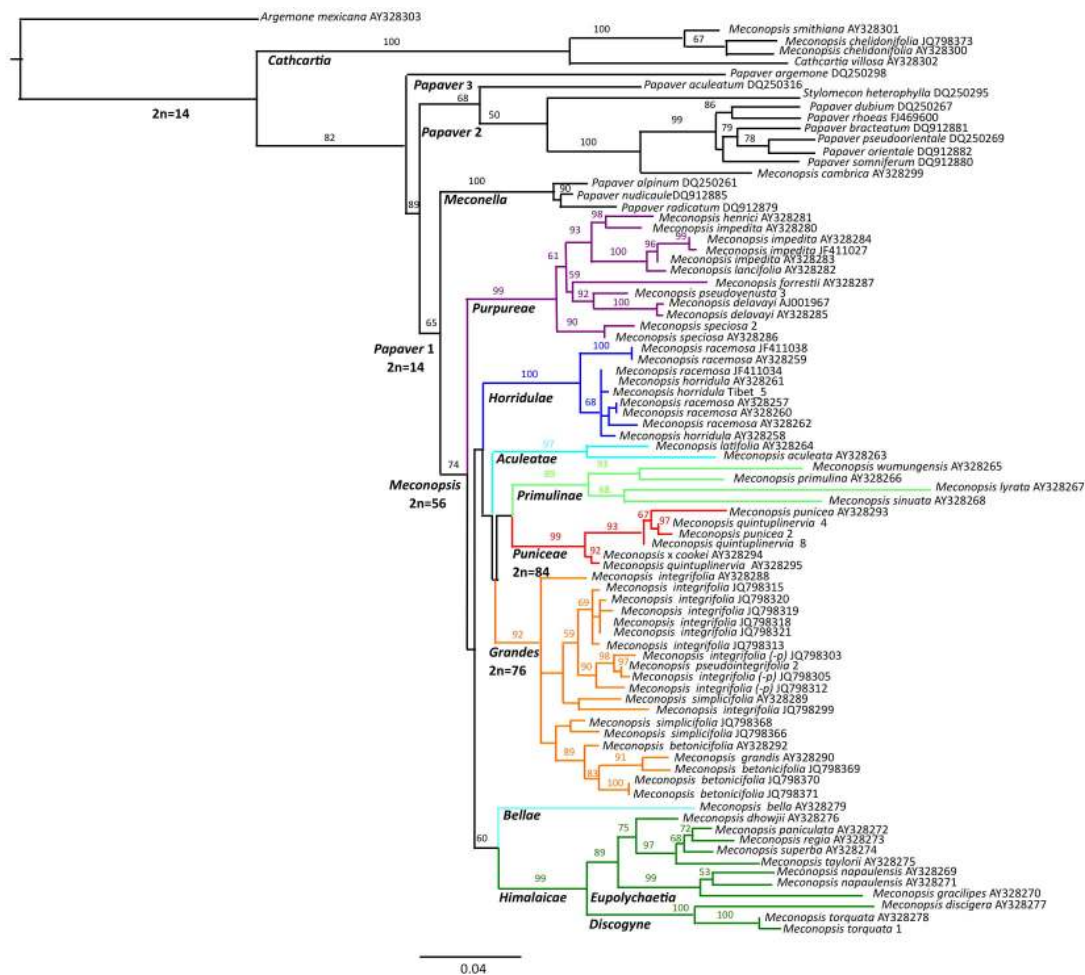 Argemone mexicana AY328303
100
Meconopsis smithiana AY328301
67
Meconopsis chelidonifolia JQ798373
Meconopsis chelidonifolia AY328300
100
Cathcartia villosa AY328302
Cathcartia
2n=14
82
Papaver argemone DQ250298
Papaver 3
Papaver aculeatum DQ250316
68
Stylomecon heterophylla DQ250295
50
Papaver 2
86
Papaver dubium DQ250267
Papaver rhoeas FJ469600
99
79
Papaver bracteatum DQ912881
78
Papaver pseudoorientale DQ250269
Papaver orientale DQ912882
Papaver somniferum DQ912880
100
Meconopsis cambrica AY328299
89
100
Meconella
Papaver alpinum DQ250261
90
Papaver nudicauleDQ912885
Papaver radicatum DQ912879
65
Papaver 1
2n=14
98
Meconopsis henrici AY328281
Meconopsis impedita AY328280
93
99
Meconopsis impedita AY328284
Meconopsis impedita JF411027
96
100
Meconopsis impedita AY328283
Meconopsis lancifolia AY328282
61
59
Meconopsis forrestii AY328287
99
Purpureae
92
Meconopsis pseudovenusta 3
100
Meconopsis delavayi AJ001967
Meconopsis delavayi AY328285
90
Meconopsis speciosa 2
Meconopsis speciosa AY328286
100
Meconopsis racemosa JF411038
Meconopsis racemosa AY328259
100
Horridulae
Meconopsis racemosa JF411034
Meconopsis horridula AY328261
Meconopsis horridula Tibet 5
68
Meconopsis racemosa AY328257
Meconopsis racemosa AY328260
Meconopsis racemosa AY328262
Meconopsis horridula AY328258
97
Aculeatae
Meconopsis latifolia AY328264
Meconopsis aculeata AY328263
74
Meconopsis
2n=56
Primulinae
Meconopsis wumungensis AY328265
Meconopsis primulina AY328266
Meconopsis lyrata AY328267
Meconopsis sinuata AY328268
99
Puniceae
2n=84
93
67
Meconopsis punicea AY328293
97
Meconopsis quintuplinervia 4
Meconopsis punicea 2
Meconopsis quintuplinervia 8
92
Meconopsis x cookei AY328294
Meconopsis quintuplinervia AY328295
92
Grandes
2n=76
Meconopsis integrifolia AY328288
Meconopsis integrifolia JQ798315
69
Meconopsis integrifolia JQ798320
Meconopsis integrifolia JQ798319
Meconopsis integrifolia JQ798318
Meconopsis integrifolia JQ798321
59
Meconopsis integrifolia JQ798313
98
Meconopsis integrifolia (-p) JQ798303
90
97
Meconopsis pseudointegrifolia 2
Meconopsis integrifolia (-p) JQ798305
Meconopsis integrifolia (-p) JQ798312
Meconopsis simplicifolia AY328289
Meconopsis integrifolia JQ798299
Meconopsis simplicifolia JQ798368
Meconopsis simplicifolia JQ798366
89
Meconopsis betonicifolia AY328292
91
Meconopsis grandis AY328290
83
Meconopsis betonicifolia JQ798369
100
Meconopsis betonicifolia JQ798370
Meconopsis betonicifolia JQ798371
60
Bellae
Meconopsis bella AY328279
Meconopsis dhowjii AY328276
75
72
Meconopsis paniculata AY328272
68
Meconopsis regia AY328273
97
Meconopsis superba AY328274
Meconopsis taylorii AY328275
89
99
53
Meconopsis napaulensis AY328269
Meconopsis napaulensis AY328271
Meconopsis gracilipes AY328270
99
Himalaicae
Eupolychaetia
Discogyne
100
Meconopsis discigera AY328277
100
Meconopsis torquata AY328278
Meconopsis torquata 1
0.04